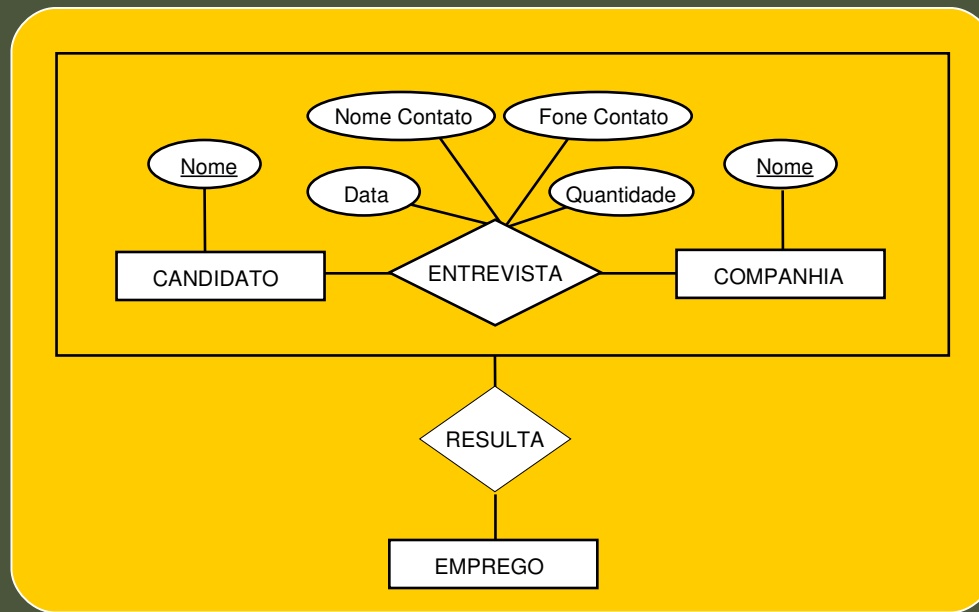 Nome Contato
Fone Contato
Nome
Nome
Data
Quantidade
CANDIDATO
ENTREVISTA
COMPANHIA
RESULTA
EMPREGO